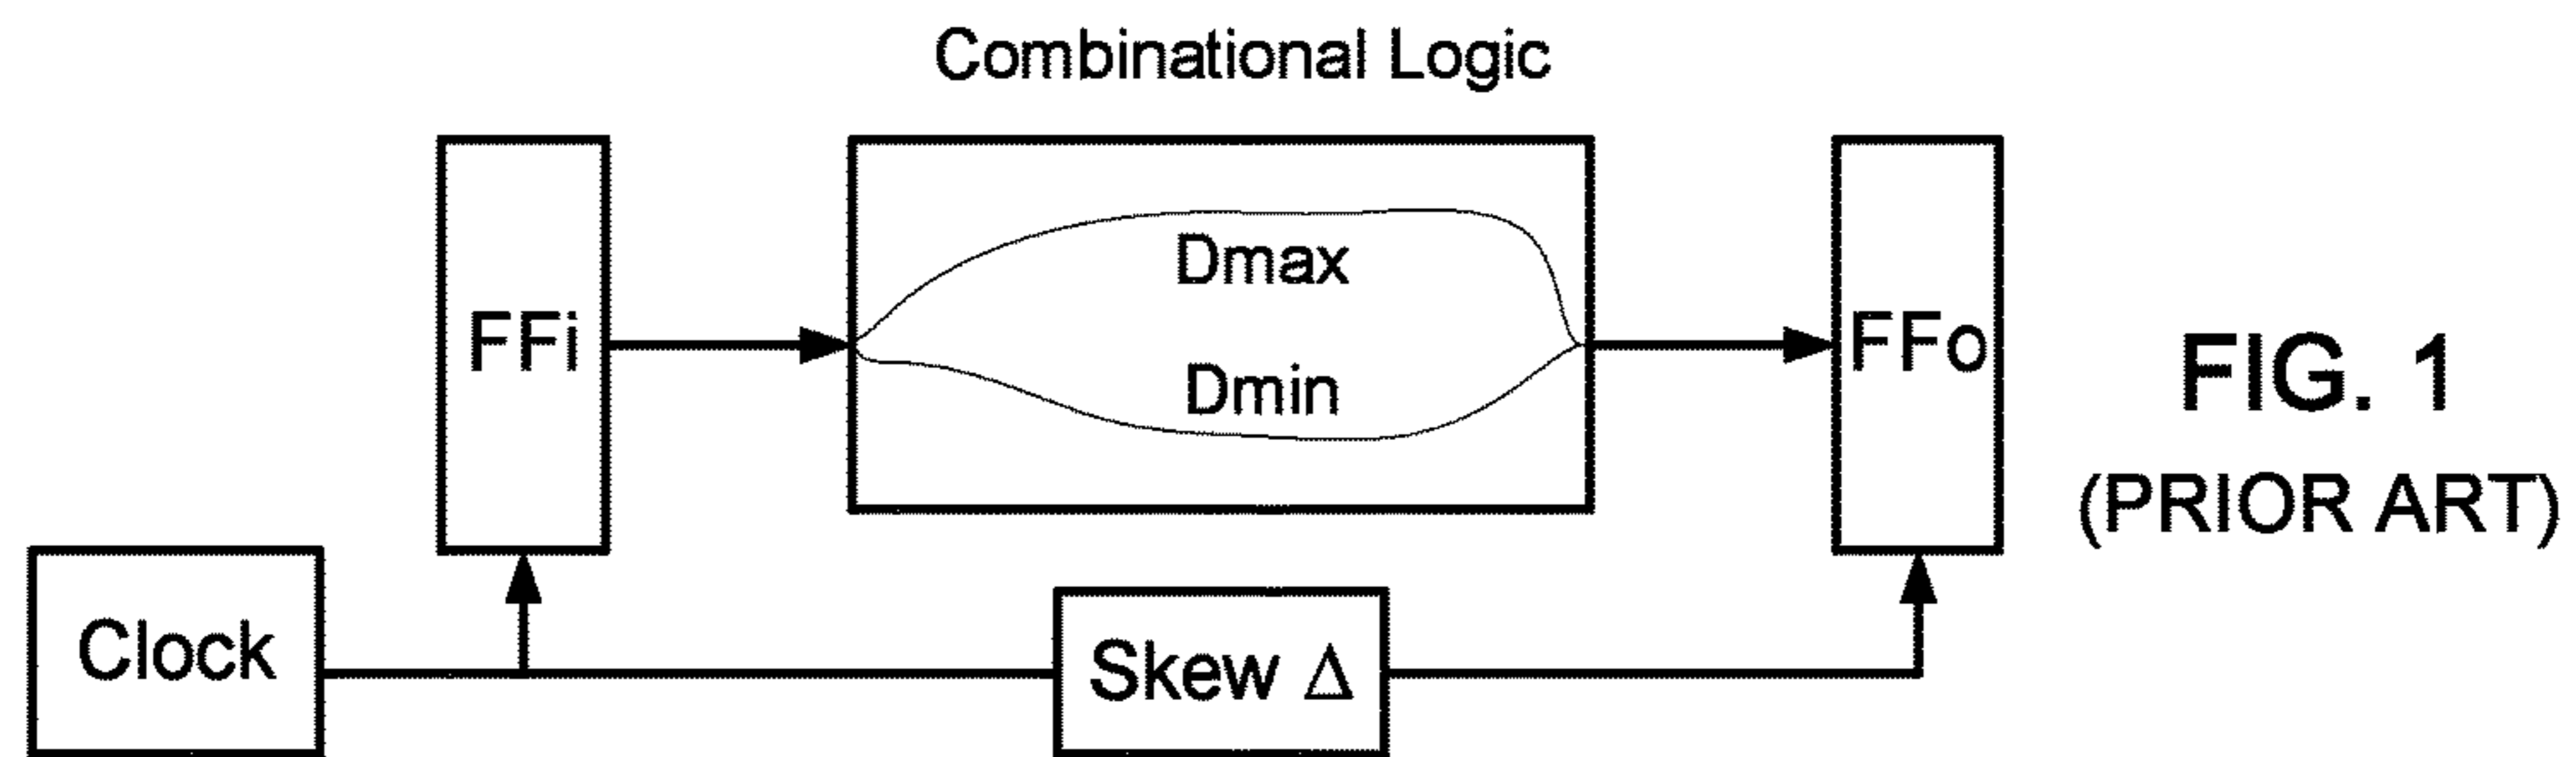 Combinational Logic
FFi
Dmax
Dmin
FFo
FIG. 1
(PRIOR ART)
Clock
Skew Δ